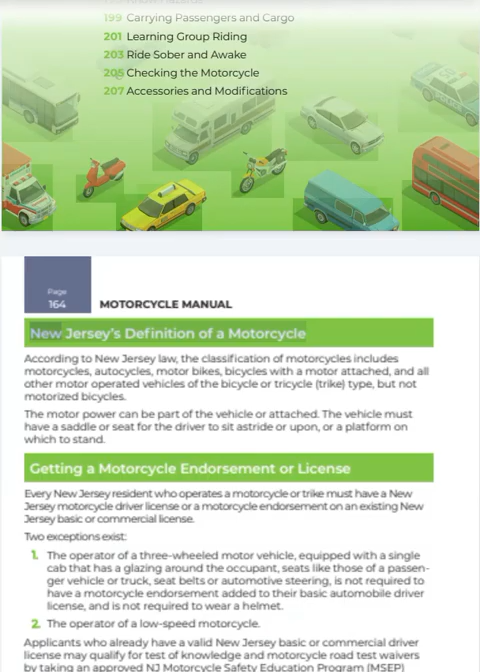 199 Carrying Passengers and Cargo
201 Learning Group Riding
203 Ride Sober and Awake
205 Checking the Motorcycle
207 Accessories and Modifications
Page
164
MOTORCYCLE MANUAL
New Jersey's Definition of a Motorcycle
According to New Jersey law, the classification of motorcycles includes
motorcycles, autocycles, motor bikes, bicycles with a motor attached, and all
other motor operated vehicles of the bicycle or tricycle (trike) type, but not
motorized bicycles.
The motor power can be part of the vehicle or attached. The vehicle must
have a saddle or seat for the driver to sit astride or upon, or a platform on
which to stand.
Getting a Motorcycle Endorsement or License
Every New Jersey resident who operates a motorcycle or trike must have a New
Jersey motorcycle driver license or a motorcycle endorsement on an existing New
Jersey basic or commercial license.
Two exceptions exist:
1. The operator of a three-wheeled motor vehicle, equipped with a single
cab that has a glazing around the occupant, seats like those of a passen-
ger vehicle or truck, seat belts or automotive steering, is not required to
have a motorcycle endorsement added to their basic automobile driver
license, and is not required to wear a helmet.
2. The operator of a low-speed motorcycle.
Applicants who already have a valid New Jersey basic or commercial driver
license may qualify for test of knowledge and motorcycle road test waivers
by taking an approved NJ Motorcycle Safety Education Program (MSEP)